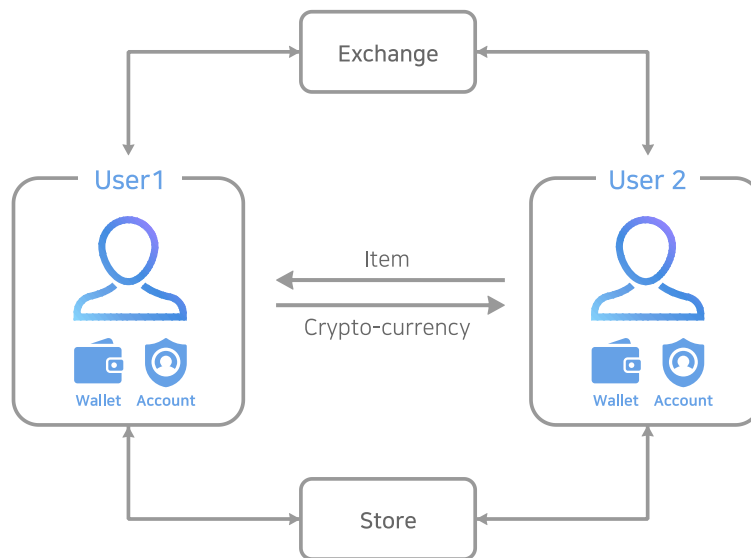 Exchange
User1
User 2
Item
Crypto-currency
Wallet Account
Wallet Account
Store